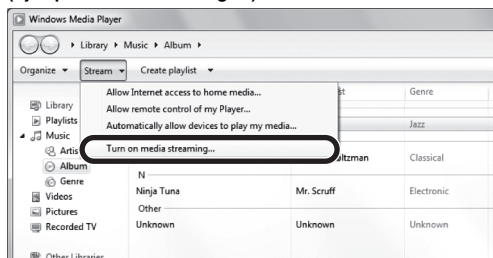 Windows Media Player
Library Music Album
Organize Stream Create playlist
Allow Internet access to home media...
Allow remote control of my Player...
Automatically allow devices to play my media...
Turn on media streaming...
Genre
Library
Playlists
Jazz
Music
Album
Classical
Genre
N
Videos
Ninja Tuna Mr. Scruff Electronic
Pictures
Other
Recorded TV
Unknown Unknown Unknown
Other Libraries